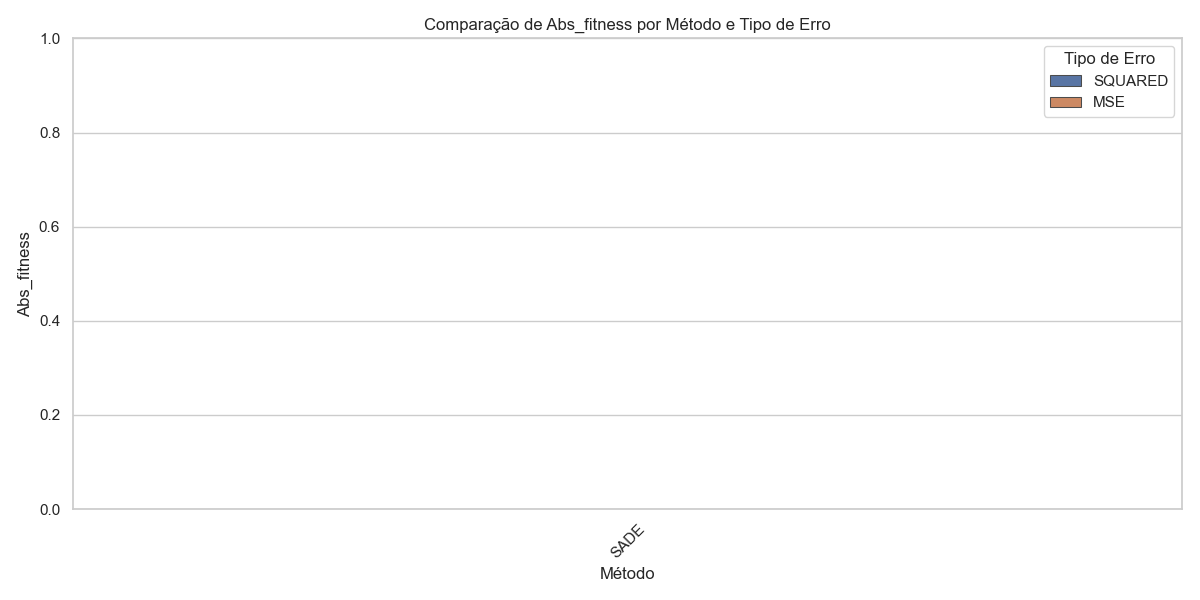 Comparação de Abs_fitness por Método e Tipo de Erro
Tipo de Erro
SQUARED
MSE
1.0
0.8
0.6
0.4
0.2
0.0
Abs_fitness
SADE
Método